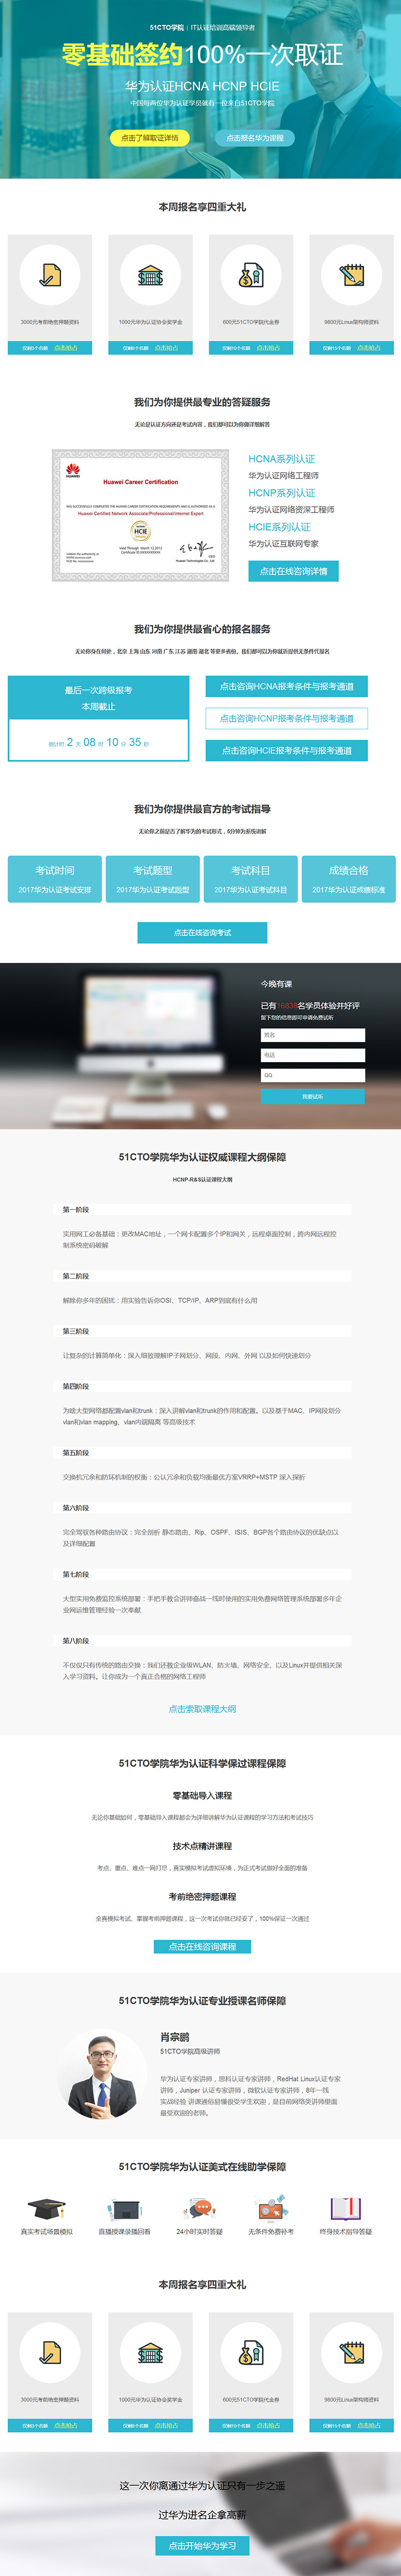 51CTO学院 | IT认证培训高端领导者
零基础签约100%一次取证
华为认证HCNA HCNP HCIE
中国每两位华为认证学员就有一位来自51CTO学院
点击了解取证详情
点击报名华为课程
本周报名享四重大礼
3000元考前绝密押题资料
1000元华为认证协会奖学金
600元51CTO学院代金券
9800元Linux架构师资料
点击抢占
点击抢占
点击抢占
点击抢占
我们为你提供最专业的答疑服务
无论是认证方向还是考试内容,我们都可以为你做详细解答
HUAWEI
Huawei Career Certification
HAS SUCCESSFULLY COMPLETED THE HUAWEI CAREER CERTIFICATION REQUIREMENTS AND IS AUTHORISED AS A
Huawei Certified Network Associate/Professional/Internet Expert
HCIE
Valid Through: March 12,2013
CEO
Huawei Technologies Co., Ltd.
HCNA系列认证
华为认证网络工程师
HCNP系列认证
华为认证网络资深工程师
HCIE系列认证
华为认证互联网专家
点击在线咨询详情
我们为你提供最省心的报名服务
无论你身在何处,北京 上海 山东 河南 广东 江苏 湖南 湖北 等更多省份,我们都可以为你就近提供无条件代报名
最后一次跨级报考
本周截止
倒计时 2 天 08 时 10 分 35 秒
点击咨询HCNA报考条件与报考通道
点击咨询HCNP报考条件与报考通道
点击咨询HCIE报考条件与报考通道
我们为你提供最官方的考试指导
无论你之前是否了解华为的考试形式,5分钟为系统讲解
考试时间
2017华为认证考试安排
考试题型
2017华为认证考试题型
考试科目
2017华为认证考试科目
成绩合格
2017华为认证成绩标准
点击在线咨询考试
今晚有课
已有16838名学员体验并好评
留下您的信息即可申请免费试听
姓名
电话
QQ
我要试听
51CTO学院华为认证权威课程大纲保障
HCNP-R&S认证课程大纲
第一阶段
实用网工必备基础:更改MAC地址,一个网卡配置多个IP和网关,远程桌面控制,跨内网远程控
制系统密码破解
第二阶段
解除你多年的困扰:用实验告诉你OSI、TCP/IP、ARP到底有什么用
第三阶段
让复杂的计算简单化:深入细致理解IP子网划分、网段、内网、外网 以及如何快速划分
第四阶段
为啥大型网络都配置vlan和trunk:深入讲解vlan和trunk的作用和配置。以及基于MAC、IP网段划分
vlan和vlan mapping、vlan内端隔离 等高级技术
第五阶段
交换机冗余和防环机制的权衡:公认冗余和负载均衡最优方案VRRP+MSTP 深入探析
第六阶段
完全驾驭各种路由协议:完全剖析 静态路由、Rip、OSPF、ISIS、BGP各个路由协议的优缺点以
及详细配置
第七阶段
大型实用免费监控系统部署:手把手教会讲师奋战一线时使用的实用免费网络管理系统部署多年企
业网运维管理经验一次奉献
第八阶段
不仅仅只有传统的路由交换:我们还教企业级WLAN、防火墙、网络安全、以及Linux并提供相关深
入学习资料。让你成为一个真正合格的网络工程师
点击索取课程大纲
51CTO学院华为认证科学保过课程保障
零基础导入课程
无论你基础如何,零基础导入课程都会为详细讲解华为认证课程的学习方法和考试技巧
技术点精讲课程
考点、重点、难点一网打尽,真实模拟考试虚拟环境,为正式考试做好全面的准备
考前绝密押题课程
全真模拟考试、掌握考前押题课程,这一次考试你就已经妥了,100%保证一次通过
点击在线咨询课程
51CTO学院华为认证专业授课名师保障
肖宗鹏
51CTO学院高级讲师
华为认证专家讲师,思科认证专家讲师,RedHat Linux认证专家
讲师,Juniper 认证专家讲师,微软认证专家讲师,8年一线
实战经验 讲课通俗易懂很受学生欢迎,是目前网络类讲师里面
最受欢迎的老师。
51CTO学院华为认证美式在线助学保障
真实考试场景模拟
直播授课录播回看
24小时实时答疑
无条件免费补考
终身技术指导答疑
本周报名享四重大礼
3000元考前绝密押题资料
1000元华为认证协会奖学金
600元51CTO学院代金券
9800元Linux架构师资料
点击抢占
点击抢占
点击抢占
点击抢占
这一次你离通过华为认证只有一步之遥
过华为进名企拿高薪
点击开始华为学习